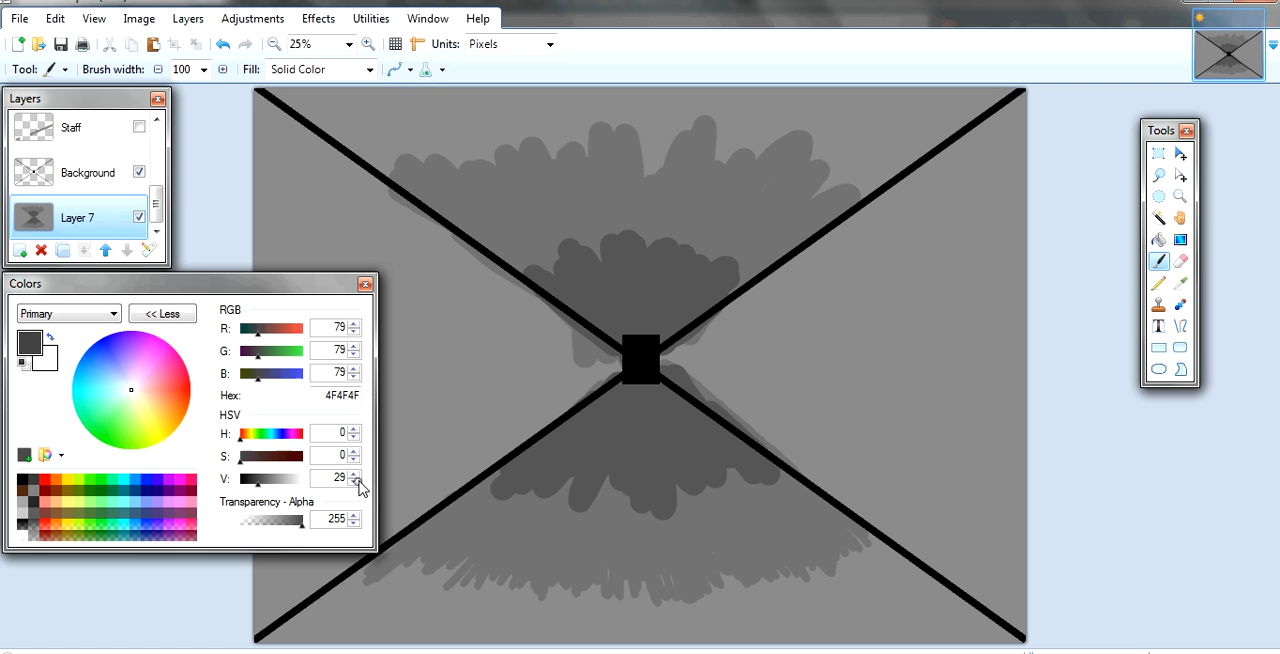 File Edit View Image Layers Adjustments Effects Utilities Window Help
25% Units: Pixels
Tool: Brush width: 100 Fill: Solid Color
Layers
Staff
Background
Layer 7
Colors
Primary << Less
RGB
R: 79
G: 79
B: 79
Hex: 4F4F4F
HSV
H: 0
S: 0
V: 29
Transparency - Alpha
255
Tools